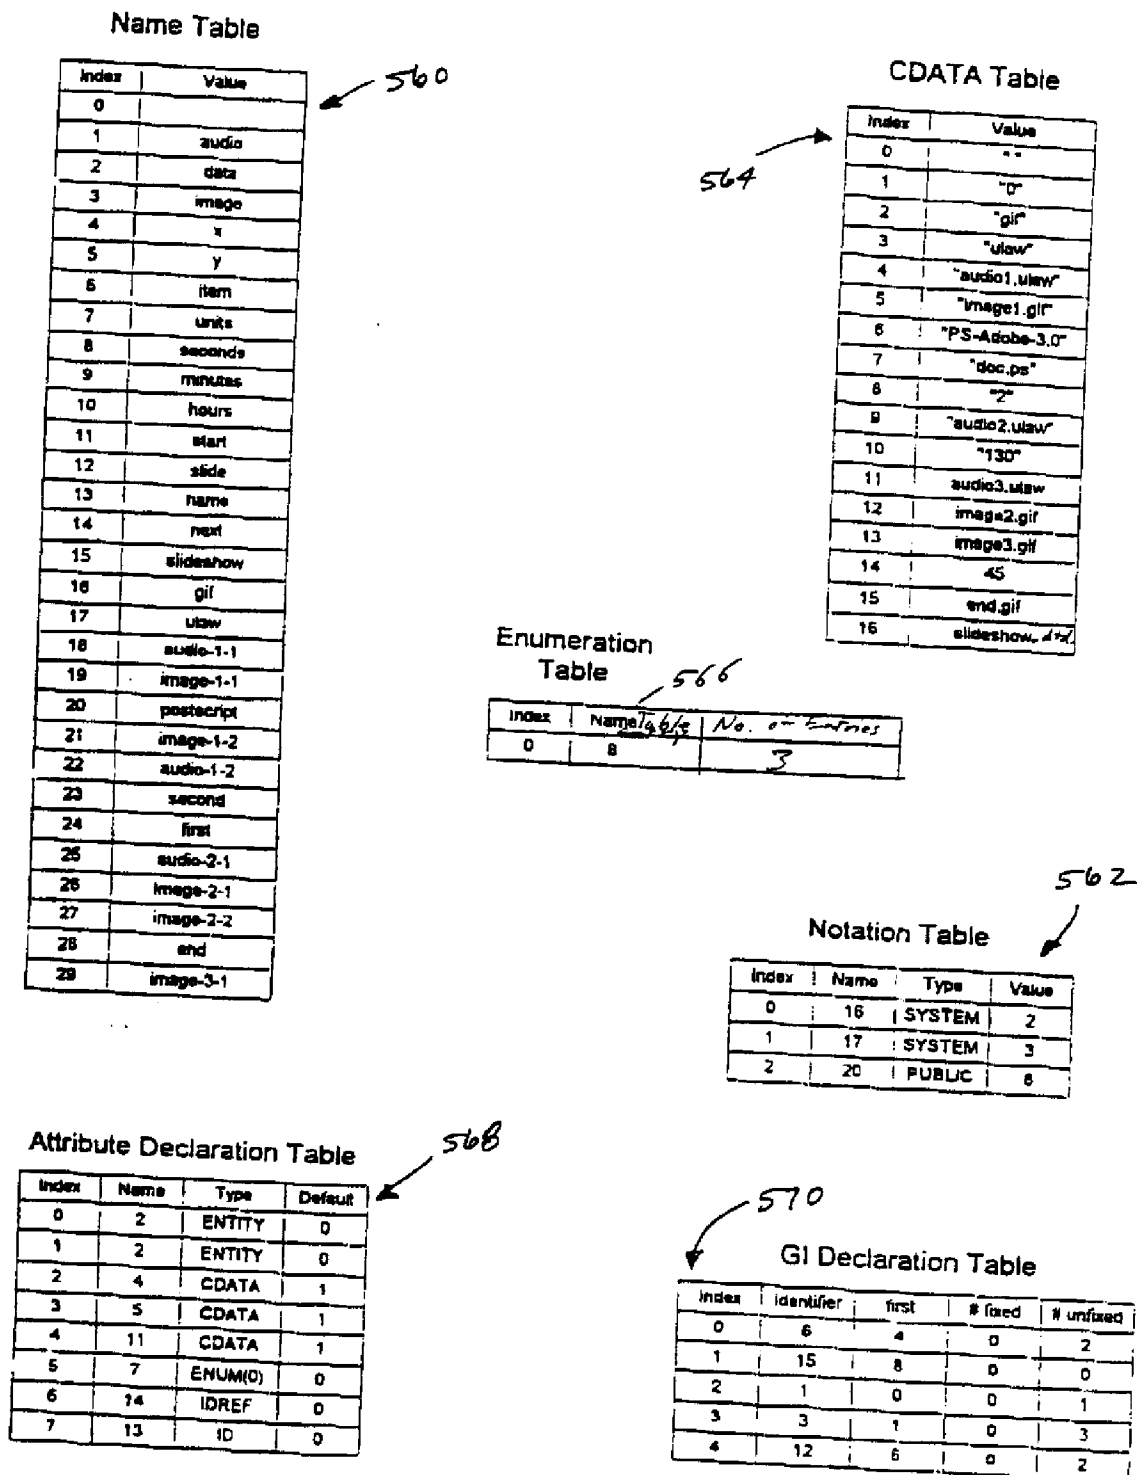 Name Table
560
Index Value
0
1 audio
2 data
3 image
4 x
5 y
6 item
7 units
8 seconds
9 minutes
10 hours
11 start
12 slide
13 name
14 next
15 slideshow
16 gif
17 ulaw
18 audio-1-1
19 image-1-1
20 postscript
21 image-1-2
22 audio-1-2
23 second
24 first
25 audio-2-1
26 image-2-1
27 image-2-2
28 end
29 image-3-1
CDATA Table
564
Index Value
0 ""
1 "0"
2 "gif"
3 "ulaw"
4 "audio1.ulaw"
5 "image1.gif"
6 "PS-Adobe-3.0"
7 "doc.ps"
8 "2"
9 "audio2.ulaw"
10 "130"
11 audio3.ulaw
12 image2.gif
13 image3.gif
14 45
15 end.gif
16 slideshow.dtd
Enumeration
Table
566
Index Name Table No. of Entries
0 8 3
562
Notation Table
Index Name Type Value
0 16 SYSTEM 2
1 17 SYSTEM 3
2 20 PUBLIC 6
Attribute Declaration Table
568
Index Name Type Default
0 2 ENTITY 0
1 2 ENTITY 0
2 4 CDATA 1
3 5 CDATA 1
4 11 CDATA 1
5 7 ENUM(0) 0
6 14 IDREF 0
7 13 ID 0
570
GI Declaration Table
Index identifier first # fixed # unfixed
0 6 4 0 2
1 15 8 0 0
2 1 0 0 1
3 3 1 0 3
4 12 6 0 2